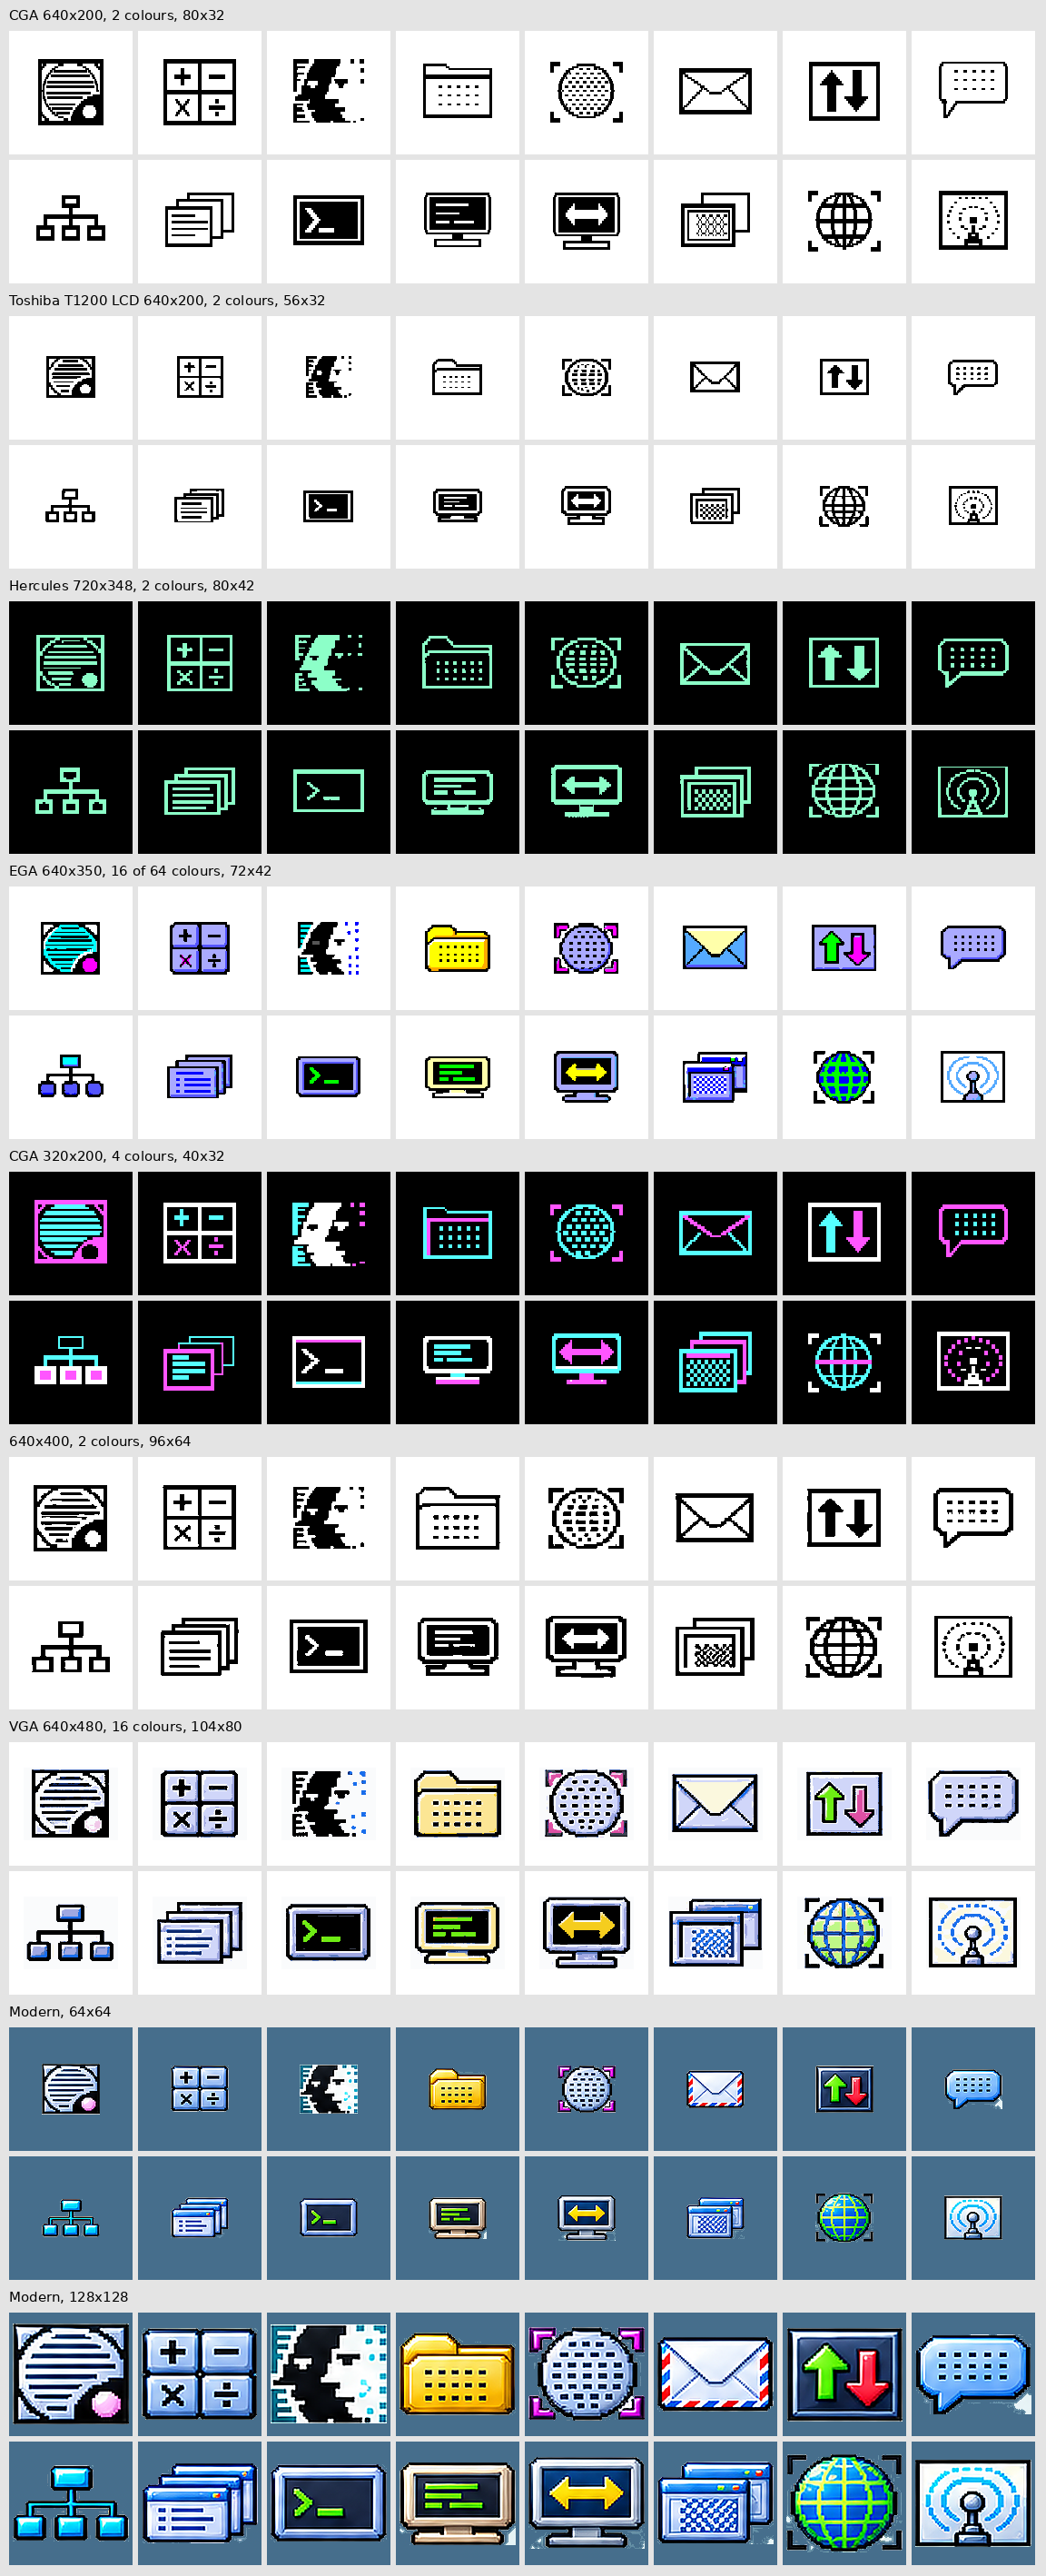 CGA 640x200, 2 colours, 80x32
Toshiba T1200 LCD 640x200, 2 colours, 56x32
Hercules 720x348, 2 colours, 80x42
EGA 640x350, 16 of 64 colours, 72x42
CGA 320x200, 4 colours, 40x32
640x400, 2 colours, 96x64
VGA 640x480, 16 colours, 104x80
Modern, 64x64
Modern, 128x128